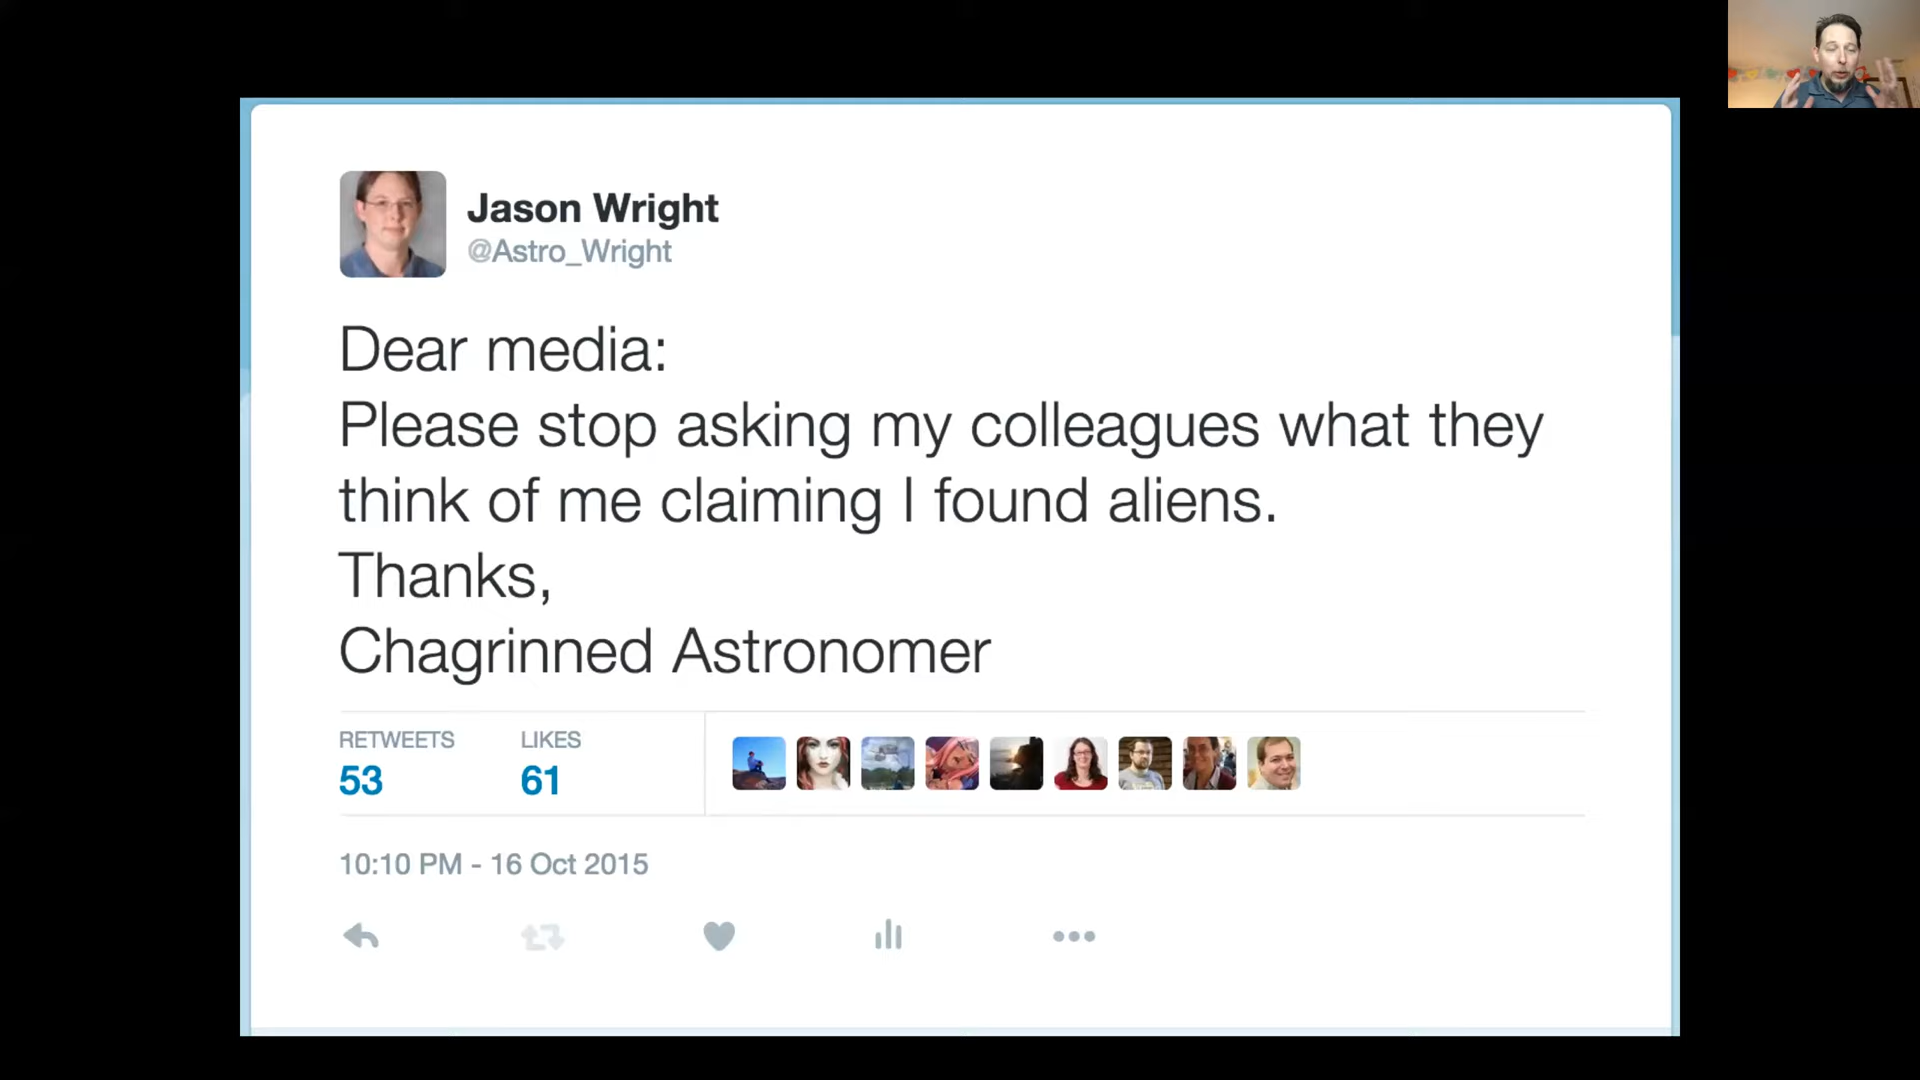 Jason Wright
@Astro_Wright
Dear media:
Please stop asking my colleagues what they
think of me claiming I found aliens.
Thanks,
Chagrinned Astronomer
RETWEETS
53
LIKES
61
10:10 PM - 16 Oct 2015